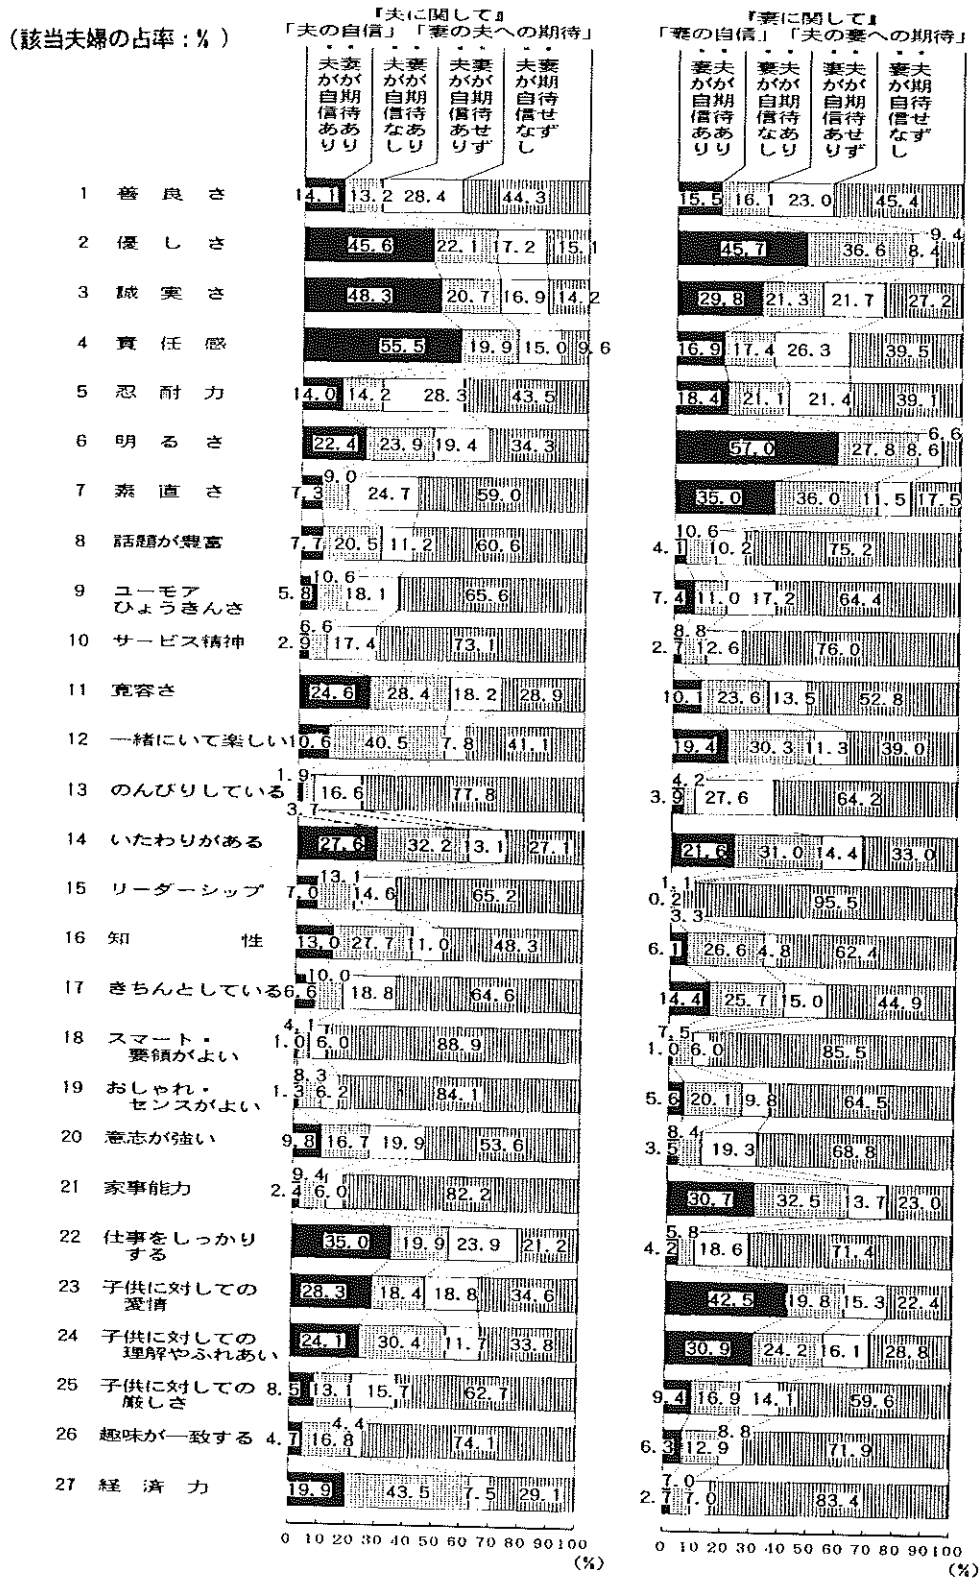 (該当夫婦の占率：％)
『夫に関して』
「夫の自信」「妻の夫への期待」
夫が自信あり 妻が期待あり
夫が自信なし 妻が期待あり
夫が自信あり 妻が期待せず
夫が自信なし 妻期待せず
『妻に関して』
「妻の自信」「夫の妻への期待」
妻が自信あり 夫が期待あり
妻が自信なし 夫が期待あり
妻が自信あり 夫が期待せず
妻が自信なし 夫期待せず
1 善良さ 14.1 13.2 28.4 44.3 15.5 16.1 23.0 45.4
2 優しさ 45.6 22.1 17.2 15.1 45.7 36.6 8.4 9.4
3 誠実さ 48.3 20.7 16.9 14.2 29.8 21.3 21.7 27.2
4 責任感 55.5 19.9 15.0 9.6 16.9 17.4 26.3 39.5
5 忍耐力 14.0 14.2 28.3 43.5 18.4 21.1 21.4 39.1
6 明るさ 22.4 23.9 19.4 34.3 57.0 27.8 8.6 6.6
7 素直さ 7.3 9.0 24.7 59.0 35.0 36.0 11.5 17.5
8 話題が豊富 7.7 20.5 11.2 60.6 4.1 10.6 10.2 75.2
9 ユーモア
ひょうきんさ 5.8 10.6 18.1 65.6 7.4 11.0 17.2 64.4
10 サービス精神 2.9 6.6 17.4 73.1 2.7 8.8 12.6 76.0
11 寛容さ 24.6 28.4 18.2 28.9 10.1 23.6 13.5 52.8
12 一緒にいて楽しい 10.6 40.5 7.8 41.1 19.4 30.3 11.3 39.0
13 のんびりしている 1.9 3.7 16.6 77.8 3.9 4.2 27.6 64.2
14 いたわりがある 27.6 32.2 13.1 27.1 21.6 31.0 14.4 33.0
15 リーダーシップ 7.0 13.1 14.6 65.2 0.2 1.1 3.3 95.5
16 知性 13.0 27.7 11.0 48.3 6.1 26.6 4.8 62.4
17 きちんとしている 6.6 10.0 18.8 64.6 14.4 25.7 15.0 44.9
18 スマート・
要領がよい 1.0 4.1 6.0 88.9 1.0 7.5 6.0 85.5
19 おしゃれ・
センスがよい 1.3 8.3 6.2 84.1 5.6 20.1 9.8 64.5
20 意志が強い 9.8 16.7 19.9 53.6 3.5 8.4 19.3 68.8
21 家事能力 2.4 9.4 6.0 82.2 30.7 32.5 13.7 23.0
22 仕事をしっかり
する 35.0 19.9 23.9 21.2 4.2 5.8 18.6 71.4
23 子供に対しての
愛情 28.3 18.4 18.8 34.6 42.5 19.8 15.3 22.4
24 子供に対しての
理解やふれあい 24.1 30.4 11.7 33.8 30.9 24.2 16.1 28.8
25 子供に対しての
厳しさ 8.5 13.1 15.7 62.7 9.4 16.9 14.1 59.6
26 趣味が一致する 4.7 16.8 4.4 74.1 6.3 12.9 8.8 71.9
27 経済力 19.9 43.5 7.5 29.1 2.7 7.0 7.0 83.4
0 10 20 30 40 50 60 70 80 90 100
(%)
0 10 20 30 40 50 60 70 80 90 100
(%)